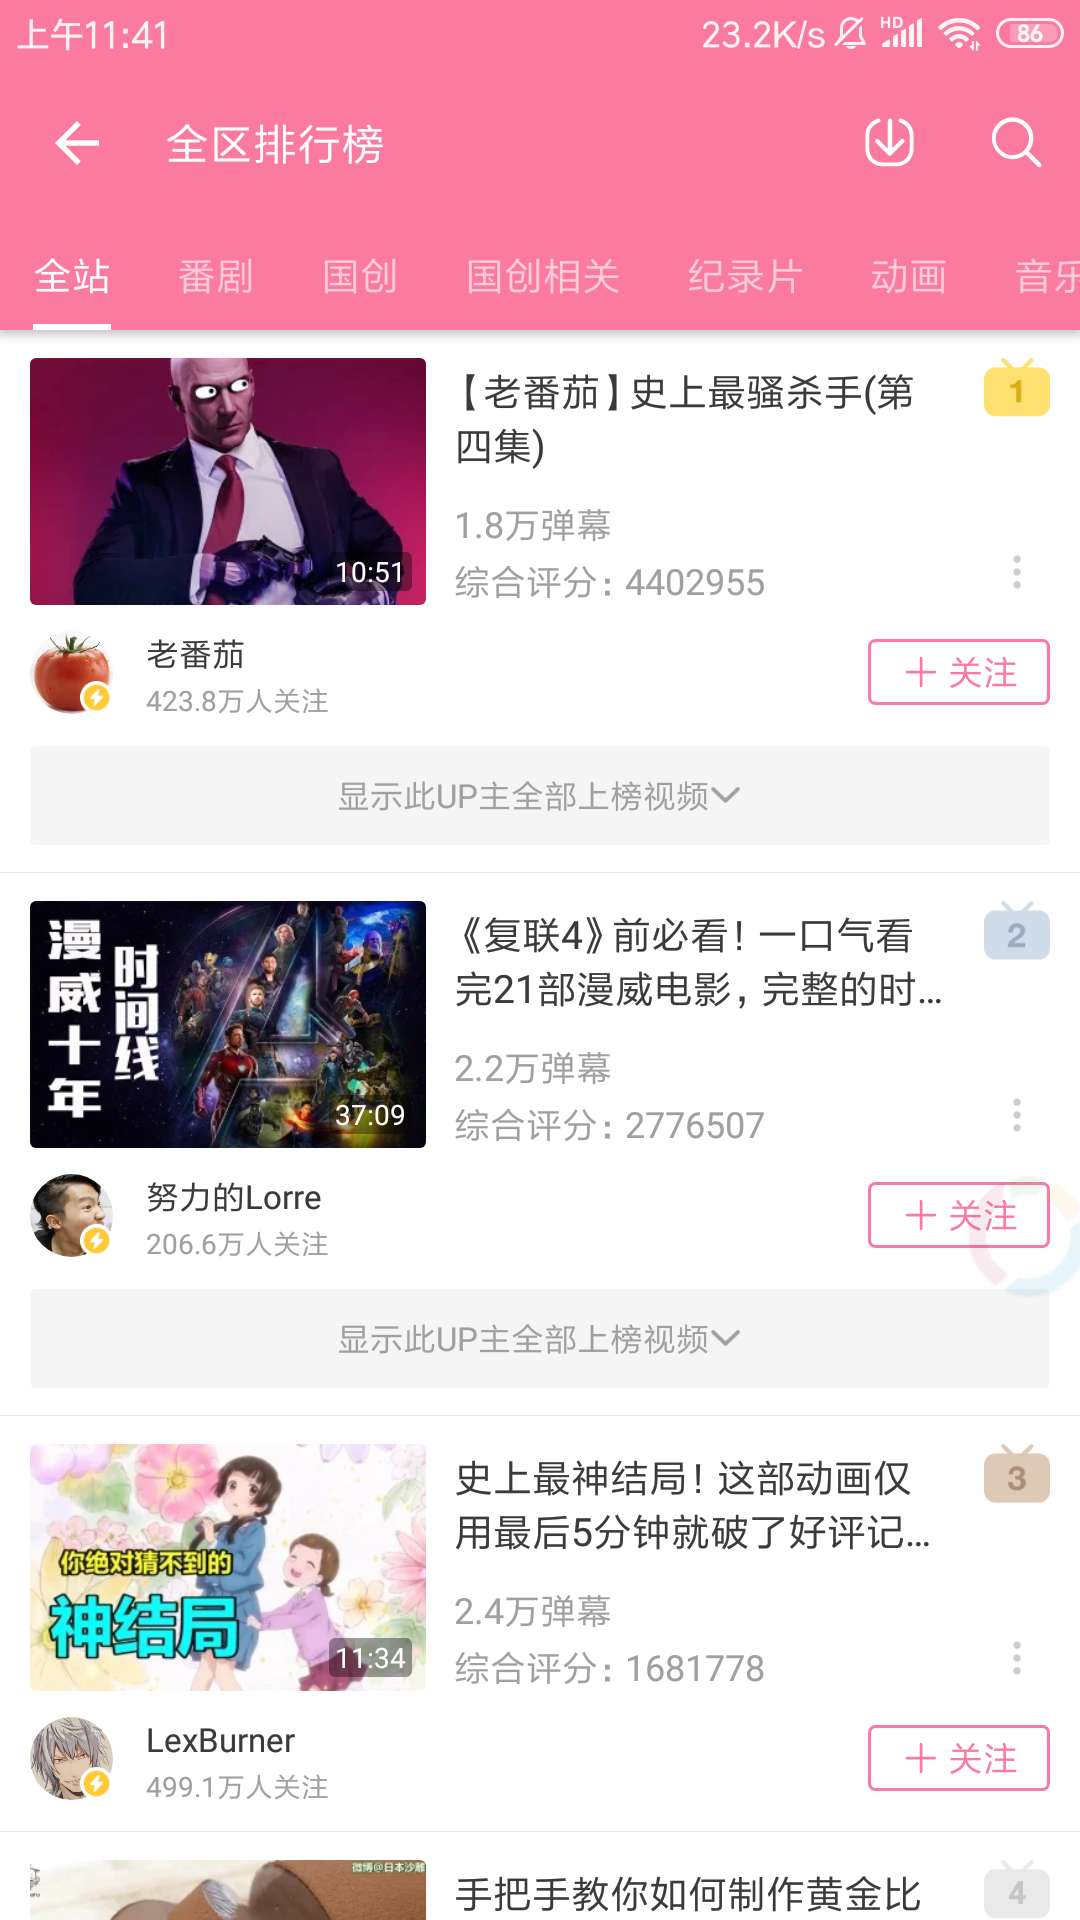 上午11:41
23.2K/s
HD
86
全区排行榜
全站 番剧 国创 国创相关 纪录片 动画 音乐
【老番茄】史上最骚杀手(第
四集)
1
1.8万弹幕
综合评分：4402955
10:51
老番茄
423.8万人关注
关注
显示此UP主全部上榜视频
漫威十年
时间线
37:09
《复联4》前必看！一口气看
完21部漫威电影，完整的时...
2
2.2万弹幕
综合评分：2776507
努力的Lorre
206.6万人关注
关注
显示此UP主全部上榜视频
你绝对猜不到的
神结局
11:34
史上最神结局！这部动画仅
用最后5分钟就破了好评记...
3
2.4万弹幕
综合评分：1681778
LexBurner
499.1万人关注
关注
微博@日本沙雕
手把手教你如何制作黄金比
4